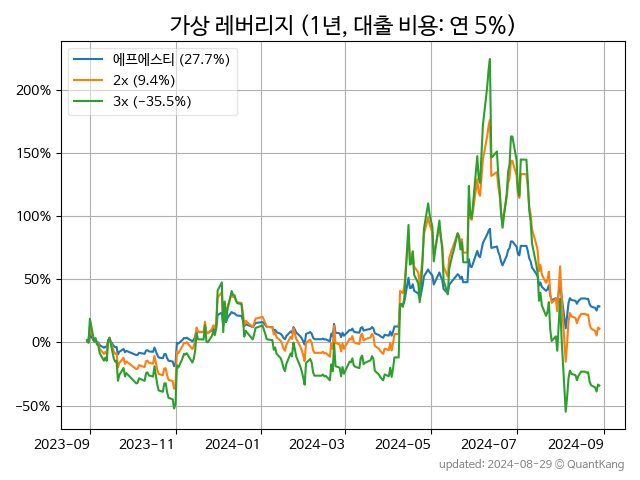 가상 레버리지 (1년, 대출 비용: 연 5%)
에프에스티 (27.7%)
2x (9.4%)
3x (−35.5%)
200%
150%
100%
50%
0%
−50%
2023-09 2023-11 2024-01 2024-03 2024-05 2024-07 2024-09
updated: 2024-08-29 © QuantKang